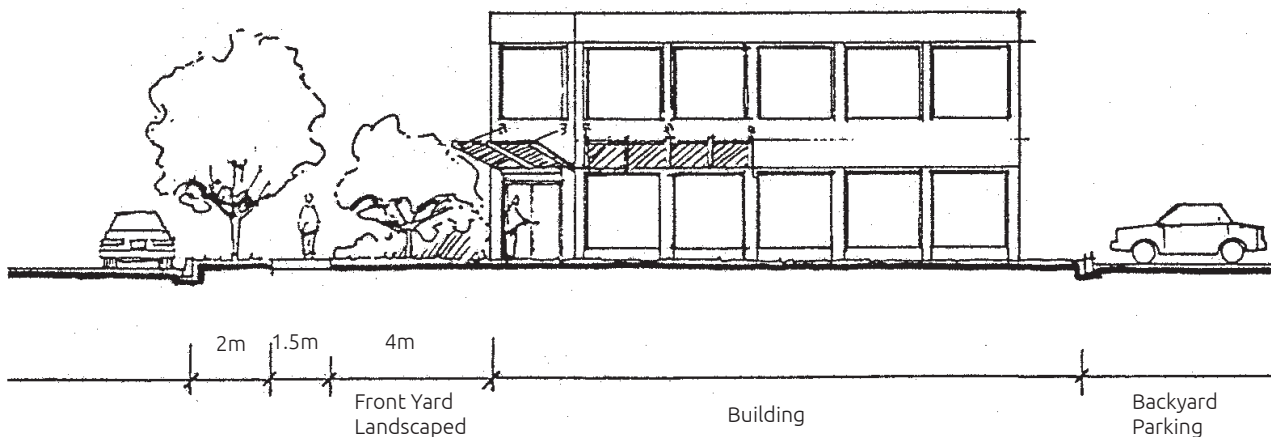 2m 1.5m 4m
Front Yard
Landscaped
Building
Backyard
Parking